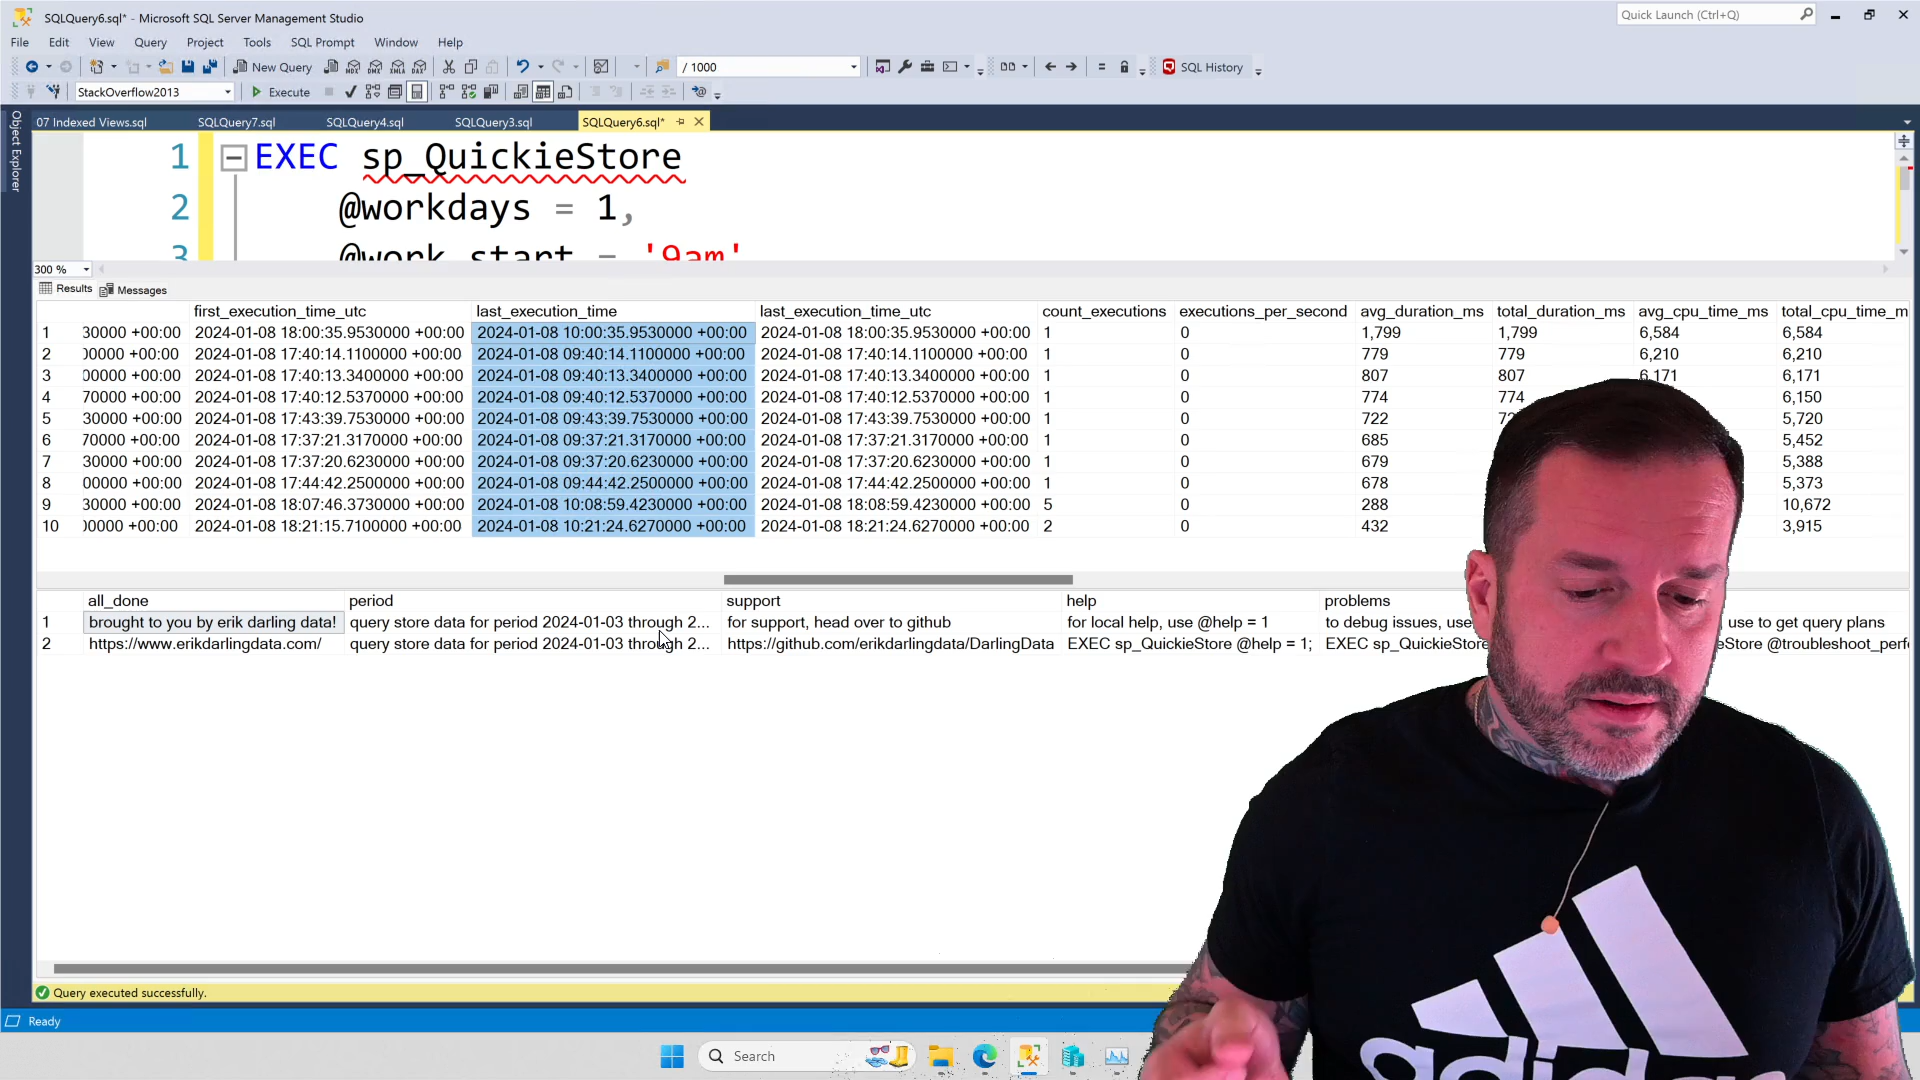 SQLQuery6.sql* - Microsoft SQL Server Management Studio
Quick Launch (Ctrl+Q)
File Edit View Query Project Tools SQL Prompt Window Help
New Query
/ 1000
SQL History
StackOverflow2013
Execute
Object Explorer
07 Indexed Views.sql SQLQuery7.sql SQLQuery4.sql SQLQuery3.sql SQLQuery6.sql*
1 EXEC sp_QuickieStore
2 @workdays = 1,
3 @work_start = '9am'
300 %
Results Messages
first_execution_time_utc last_execution_time last_execution_time_utc count_executions executions_per_second avg_duration_ms total_duration_ms avg_cpu_time_ms total_cpu_time_m
1 30000 +00:00 2024-01-08 18:00:35.9530000 +00:00 2024-01-08 10:00:35.9530000 +00:00 2024-01-08 18:00:35.9530000 +00:00 1 0 1,799 1,799 6,584 6,584
2 00000 +00:00 2024-01-08 17:40:14.1100000 +00:00 2024-01-08 09:40:14.1100000 +00:00 2024-01-08 17:40:14.1100000 +00:00 1 0 779 779 6,210 6,210
3 00000 +00:00 2024-01-08 17:40:13.3400000 +00:00 2024-01-08 09:40:13.3400000 +00:00 2024-01-08 17:40:13.3400000 +00:00 1 0 807 807 6,171 6,171
4 70000 +00:00 2024-01-08 17:40:12.5370000 +00:00 2024-01-08 09:40:12.5370000 +00:00 2024-01-08 17:40:12.5370000 +00:00 1 0 774 774 6,150
5 30000 +00:00 2024-01-08 17:43:39.7530000 +00:00 2024-01-08 09:43:39.7530000 +00:00 2024-01-08 17:43:39.7530000 +00:00 1 0 722 5,720
6 70000 +00:00 2024-01-08 17:37:21.3170000 +00:00 2024-01-08 09:37:21.3170000 +00:00 2024-01-08 17:37:21.3170000 +00:00 1 0 685 5,452
7 30000 +00:00 2024-01-08 17:37:20.6230000 +00:00 2024-01-08 09:37:20.6230000 +00:00 2024-01-08 17:37:20.6230000 +00:00 1 0 679 5,388
8 00000 +00:00 2024-01-08 17:44:42.2500000 +00:00 2024-01-08 09:44:42.2500000 +00:00 2024-01-08 17:44:42.2500000 +00:00 1 0 678 5,373
9 30000 +00:00 2024-01-08 18:07:46.3730000 +00:00 2024-01-08 10:08:59.4230000 +00:00 2024-01-08 18:08:59.4230000 +00:00 5 0 288 10,672
10 00000 +00:00 2024-01-08 18:21:15.7100000 +00:00 2024-01-08 10:21:24.6270000 +00:00 2024-01-08 18:21:24.6270000 +00:00 2 0 432 3,915
all_done period support help problems
1 brought to you by erik darling data! query store data for period 2024-01-03 through 2... for support, head over to github for local help, use @help = 1 to debug issues, use use to get query plans
2 https://www.erikdarlingdata.com/ query store data for period 2024-01-03 through 2... https://github.com/erikdarlingdata/DarlingData EXEC sp_QuickieStore @help = 1; EXEC sp_QuickieStore eStore @troubleshoot_perf
Query executed successfully.
Ready
Search
adidas